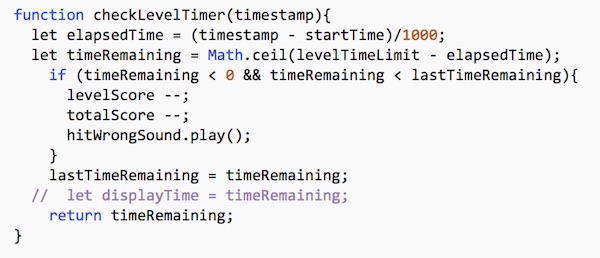 function checkLevelTimer(timestamp){
  let elapsedTime = (timestamp - startTime)/1000;
  let timeRemaining = Math.ceil(levelTimeLimit - elapsedTime);
    if (timeRemaining < 0 && timeRemaining < lastTimeRemaining){
      levelScore --;
      totalScore --;
      hitWrongSound.play();
    }
    lastTimeRemaining = timeRemaining;
  //  let displayTime = timeRemaining;
    return timeRemaining;
}